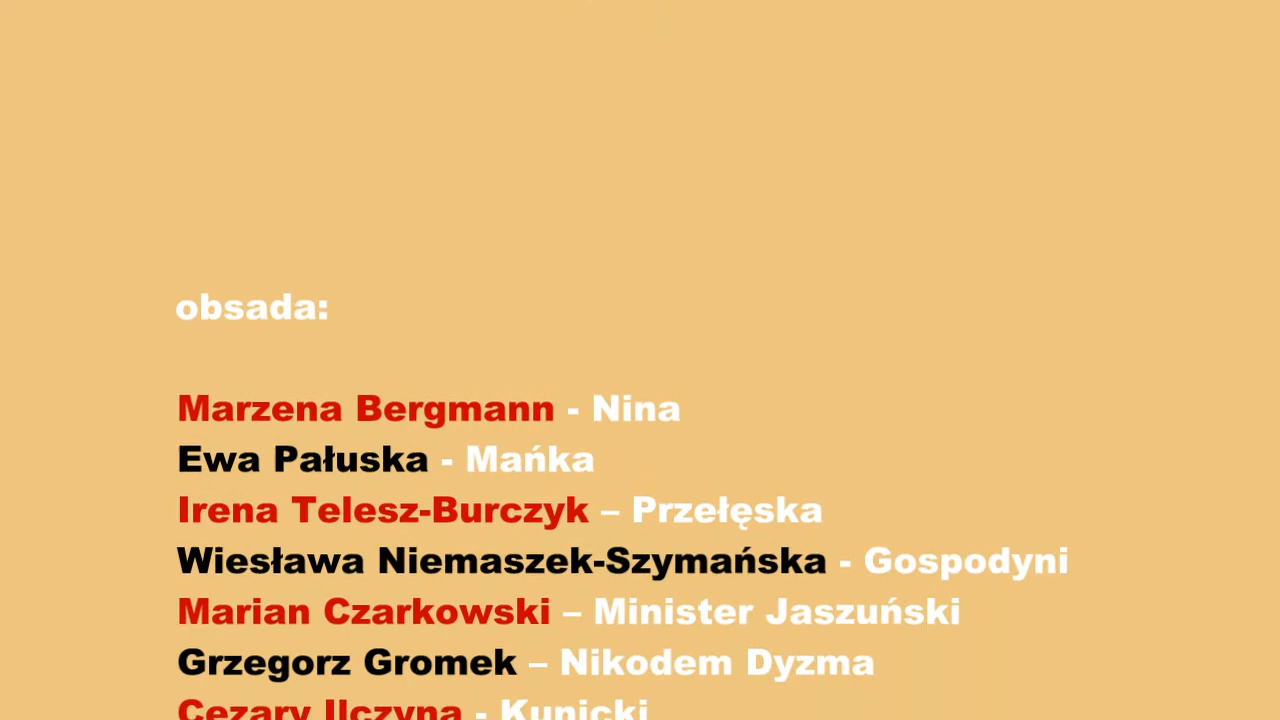 obsada:
Marzena Bergmann - Nina
Ewa Pałuska - Mańka
Irena Telesz-Burczyk – Przełęska
Wiesława Niemaszek-Szymańska - Gospodyni
Marian Czarkowski – Minister Jaszuński
Grzegorz Gromek – Nikodem Dyzma
Cezary Ilczyna - Kunicki